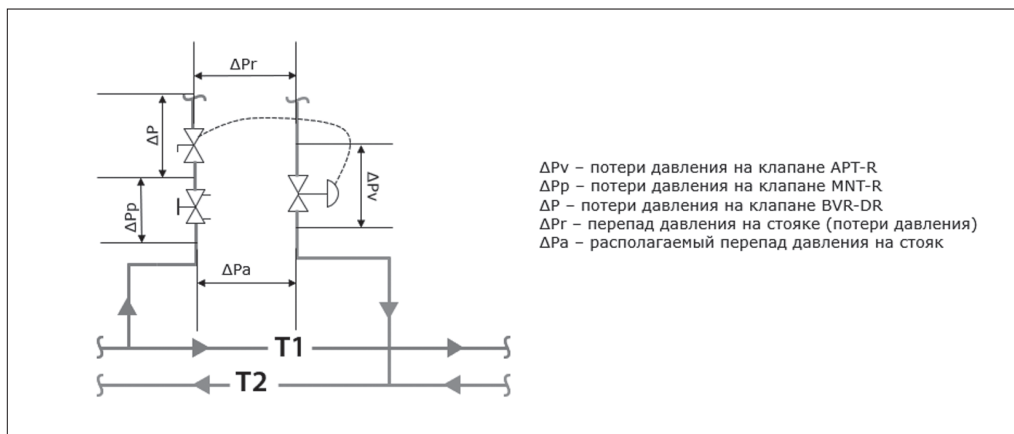 ΔPr
ΔP
ΔPp
ΔPv
ΔPa
T1
T2
ΔPv – потери давления на клапане APT-R
ΔPp – потери давления на клапане MNT-R
ΔP – потери давления на клапане BVR-DR
ΔPr – перепад давления на стояке (потери давления)
ΔPa – располагаемый перепад давления на стояк